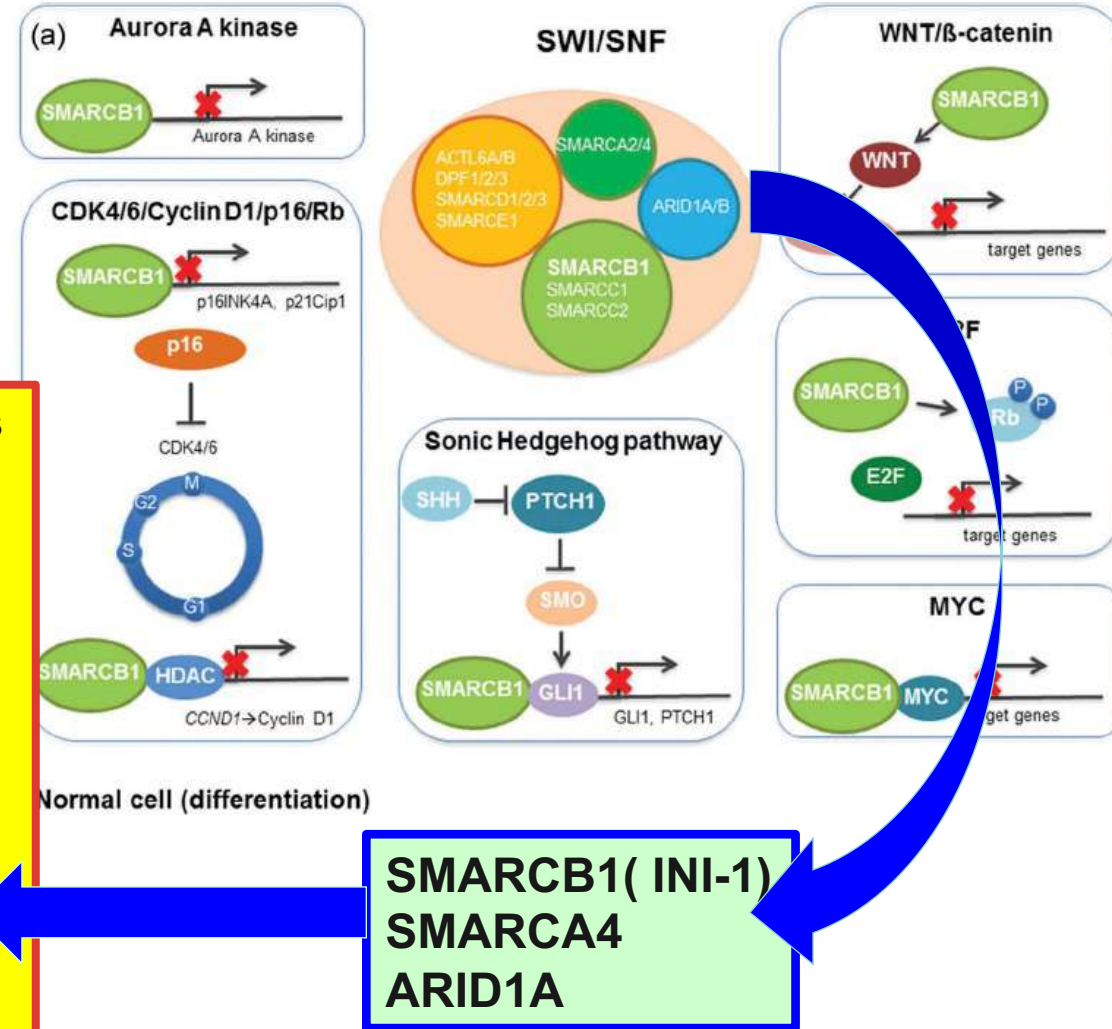 (a)
Aurora A kinase
SMARCB1
Aurora A kinase
CDK4/6/Cyclin D1/p16/Rb
SMARCB1
p16INK4A, p21Cip1
p16
CDK4/6
M
G2
S
G1
SMARCB1
HDAC
CCND1→Cyclin D1
SWI/SNF
ACTL6A/B
DPF1/2/3
SMARCD1/2/3
SMARCE1
SMARCA2/4
ARID1A/B
SMARCB1
SMARCC1
SMARCC2
Sonic Hedgehog pathway
SHH
PTCH1
SMO
SMARCB1
GLI1
GLI1, PTCH1
WNT/ß-catenin
SMARCB1
WNT
target genes
SMARCB1
P
P
Rb
E2F
target genes
MYC
SMARCB1
MYC
genes
Normal cell (differentiation)
SMARCB1( INI-1)
SMARCA4
ARID1A